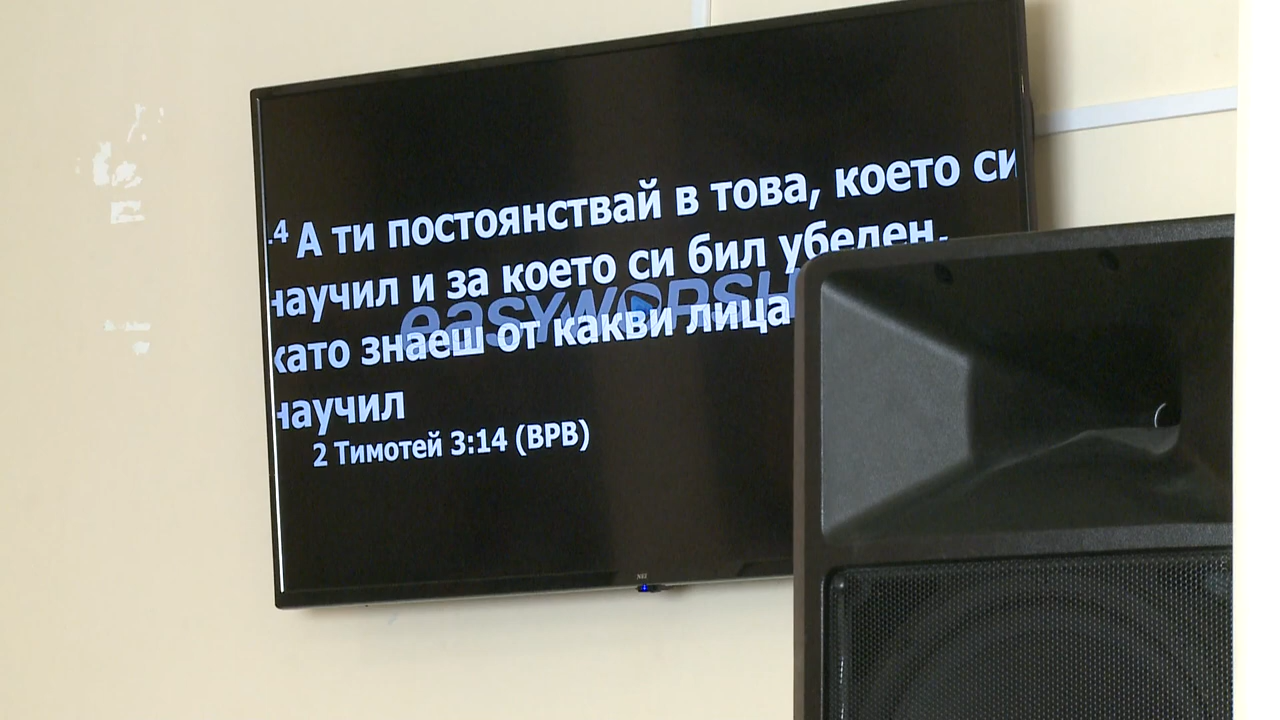 .4 А ти постоянствай в това, което си
научил и за което си бил убеден,
като знаеш от какви лица
научил
2 Тимотей 3:14 (ВРВ)
easyworsh